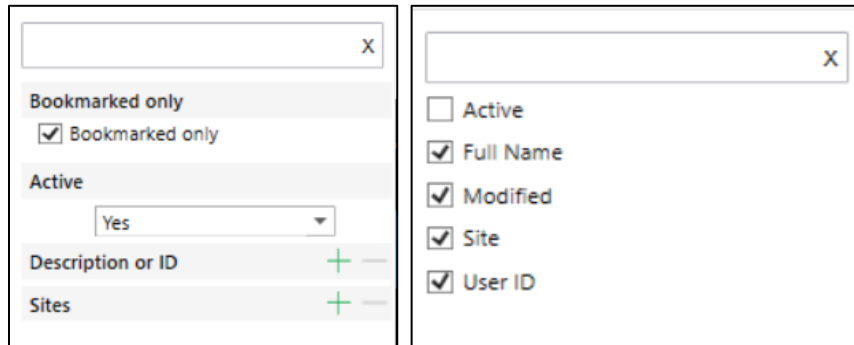 X
Bookmarked only
Bookmarked only
Active
Yes
Description or ID
Sites
X
Active
Full Name
Modified
Site
User ID